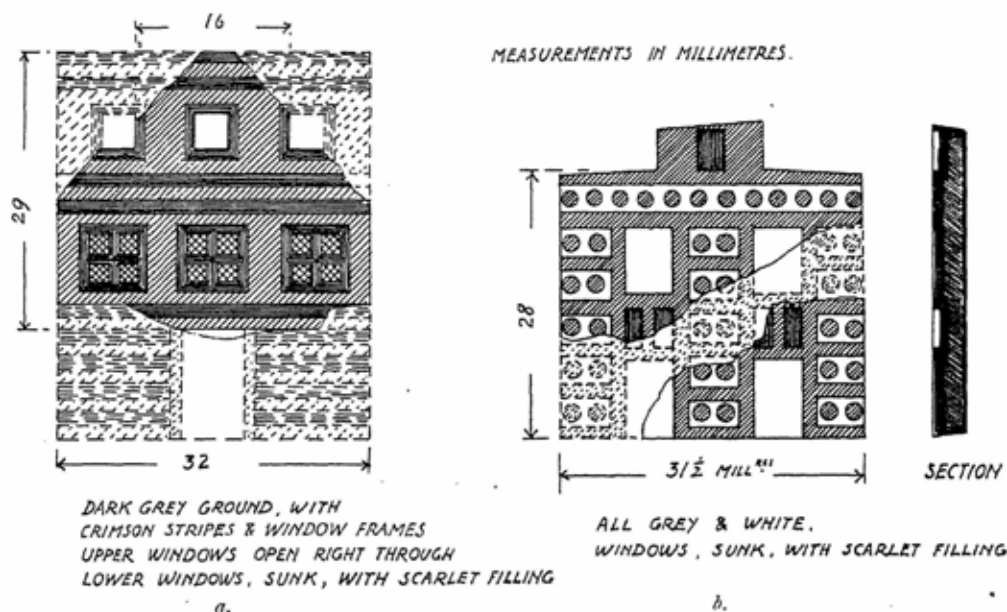 16
MEASUREMENTS IN MILLIMETRES.
29
28
32
31½ MILLRES
SECTION
DARK GREY GROUND, WITH
CRIMSON STRIPES & WINDOW FRAMES
UPPER WINDOWS OPEN RIGHT THROUGH
LOWER WINDOWS, SUNK, WITH SCARLET FILLING
a.
ALL GREY & WHITE.
WINDOWS, SUNK, WITH SCARLET FILLING
b.